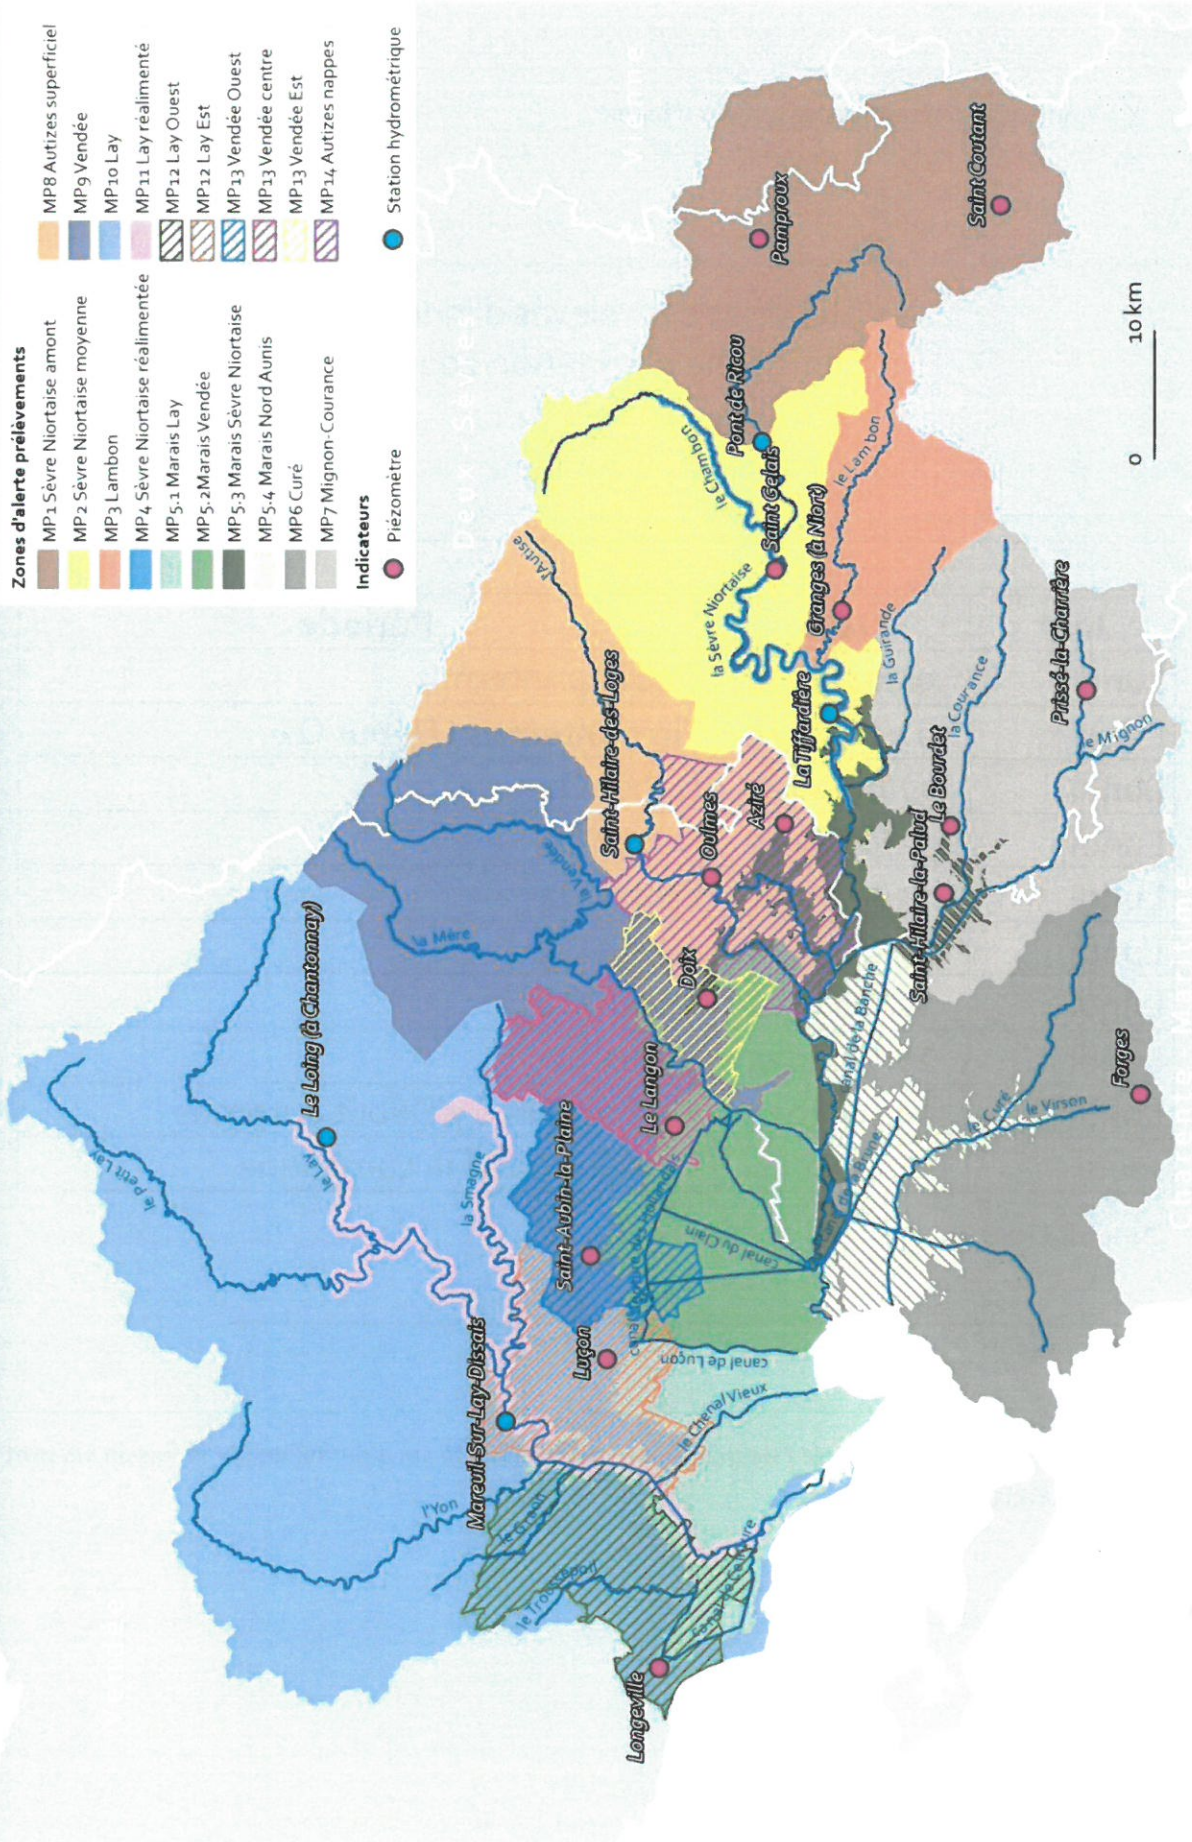 Zones d'alerte prélèvements
MP1 Sèvre Niortaise amont
MP2 Sèvre Niortaise moyenne
MP3 Lambon
MP4 Sèvre Niortaise réalimentée
MP5.1 Marais Lay
MP5.2Marais Vendée
MP5.3 Marais Sèvre Niortaise
MP5.4 Marais Nord Aunis
MP6 Curé
MP7 Mignon-Courance
MP8 Autizes superficiel
MP9 Vendée
MP10 Lay
MP11 Lay réalimenté
MP12 Lay Ouest
MP12 Lay Est
MP13 Vendée Ouest
MP13 Vendée centre
MP13 Vendée Est
MP14 Autizes nappes
Indicateurs
Piézomètre
Station hydrométrique
le Petit Lay
Le Loing (à Chantonnay)
le Lay
la Smagne
la Mère
la Vendée
l'Autise
Saint-Hilaire-des-Loges
l'Yon
Mareuil-Sur-Lay-Dissais
le Graon
Luçon
Saint-Aubin-la-Plaine
Le Langon
Doix
Oulmes
Aziré
Longeville
le Chenal Vieux
canal de Luçon
canal du Clain
la Sèvre Niortaise
le Chambon
Saint Gelais
Pont de Ricou
Pamproux
Saint Coutant
Granges (à Niort)
le Lambon
La Tiffardière
la Guirande
la Courance
Prissé-la-Charrière
le Mignon
Le Bourdet
Saint-Hilaire-la-Palud
canal de la Banche
le Curé
le Virson
Forges
0 10 km